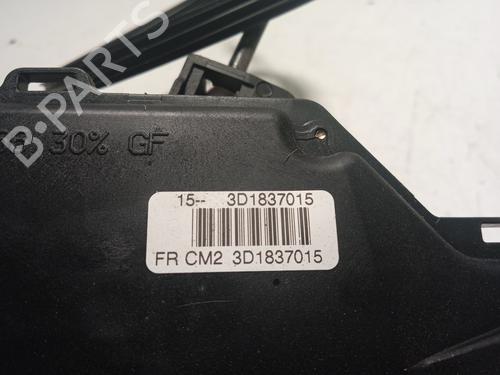 B-PARTS
30% GF
15-- 3D1837015
FR CM2 3D1837015